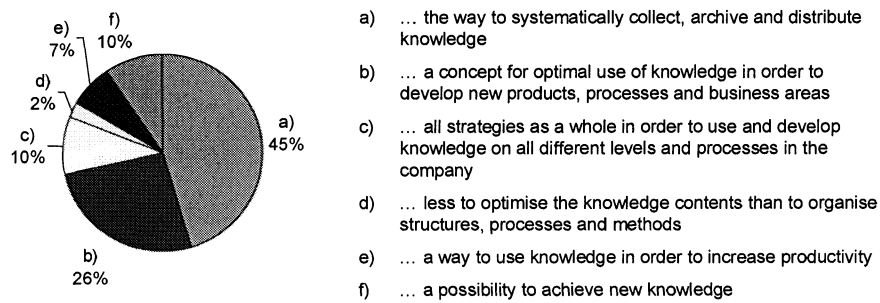 f)
10%
e)
7%
d)
2%
c)
10%
a)
45%
b)
26%
a) ... the way to systematically collect, archive and distribute
knowledge
b) ... a concept for optimal use of knowledge in order to
develop new products, processes and business areas
c) ... all strategies as a whole in order to use and develop
knowledge on all different levels and processes in the
company
d) ... less to optimise the knowledge contents than to organise
structures, processes and methods
e) ... a way to use knowledge in order to increase productivity
f) ... a possibility to achieve new knowledge